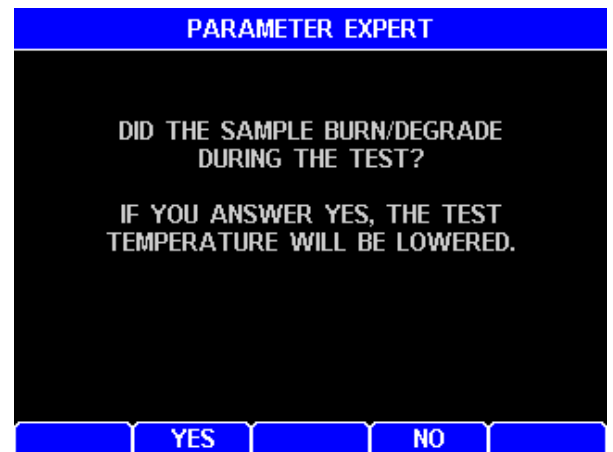 PARAMETER EXPERT
DID THE SAMPLE BURN/DEGRADE
DURING THE TEST?
IF YOU ANSWER YES, THE TEST
TEMPERATURE WILL BE LOWERED.
YES NO